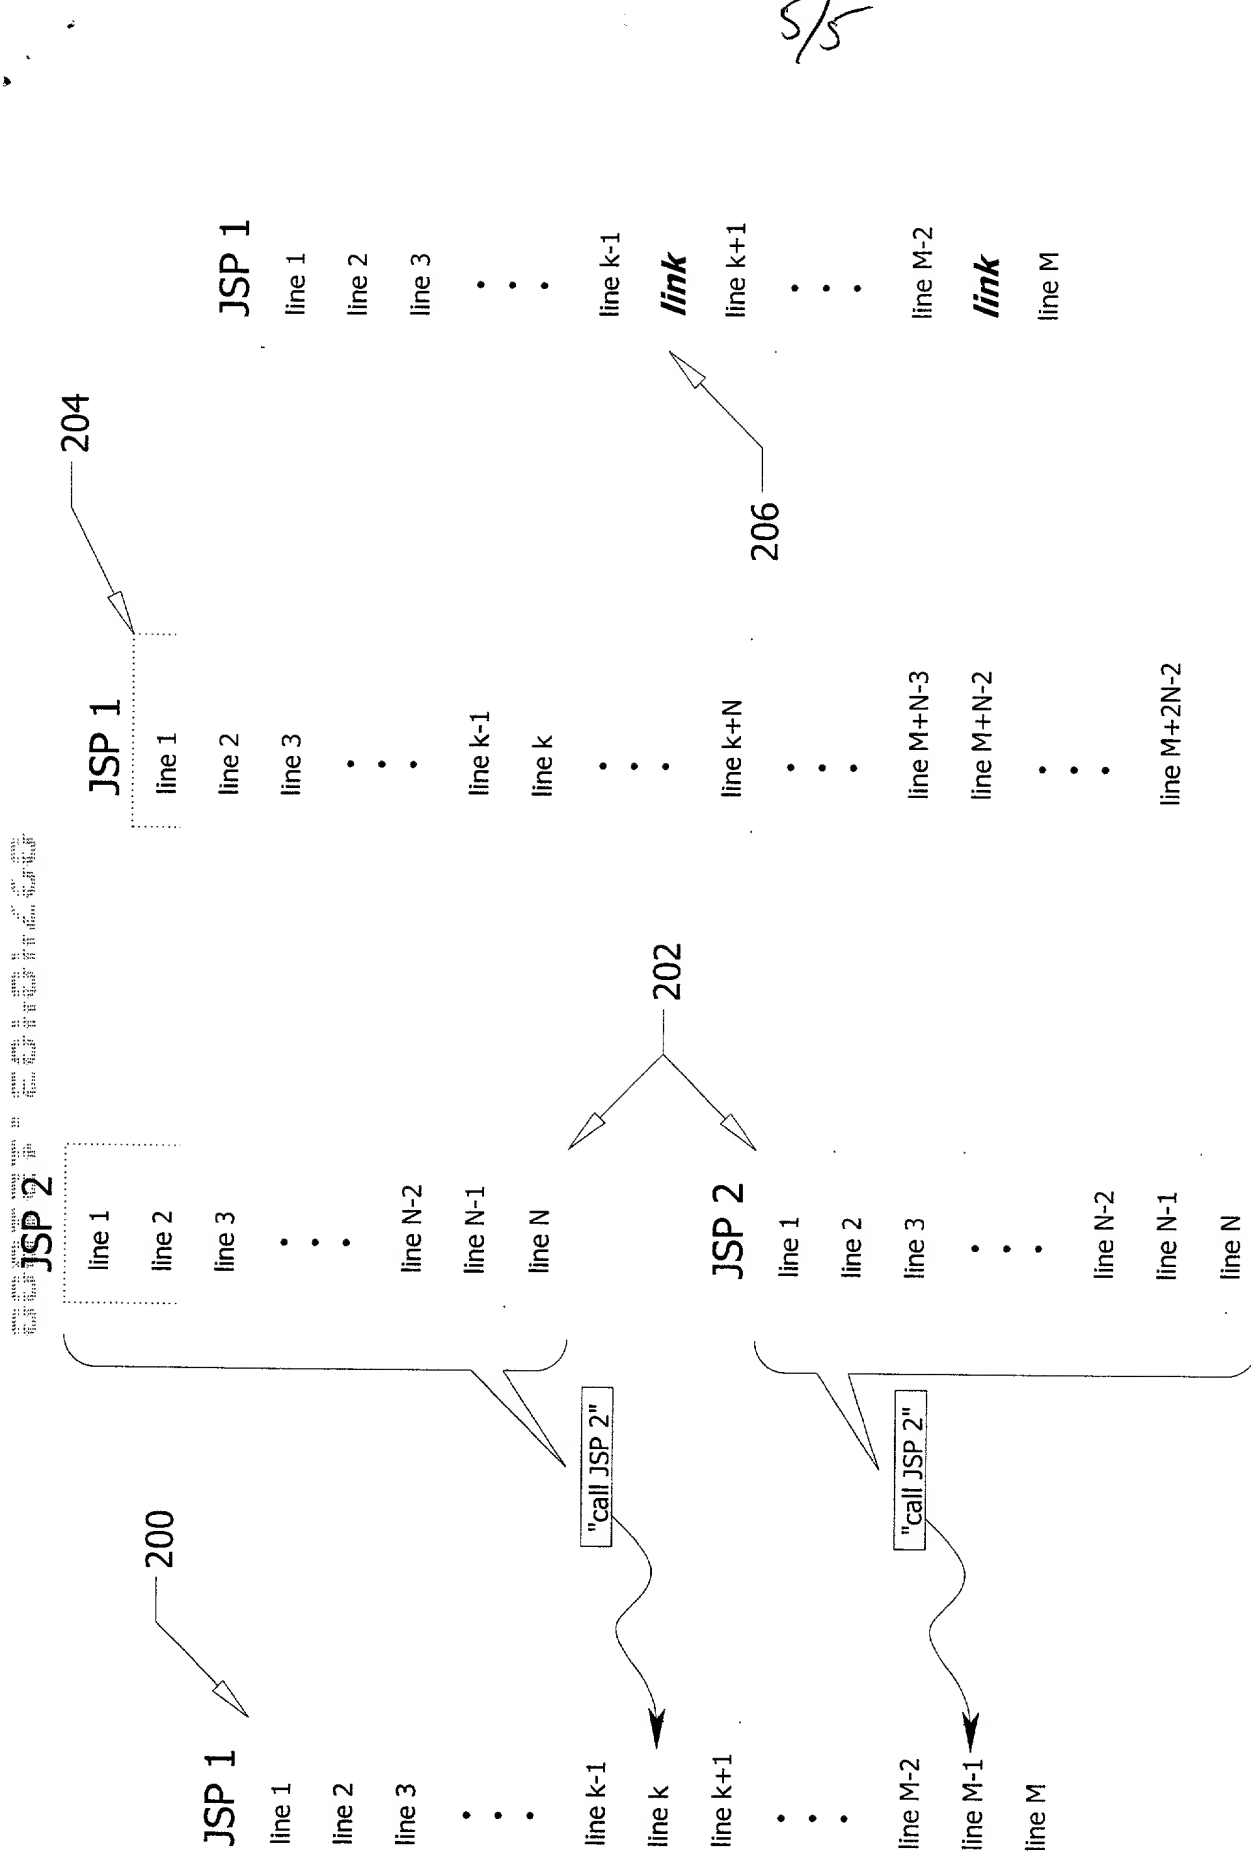 5/5
JSP 1
line 1
line 2
line 3
line k-1
line k
line k+1
line M-2
line M-1
line M
200
"call JSP 2"
"call JSP 2"
JSP 2
line 1
line 2
line 3
line N-2
line N-1
line N
JSP 2
line 1
line 2
line 3
line N-2
line N-1
line N
202
JSP 1
line 1
line 2
line 3
line k-1
line k
line k+N
line M+N-3
line M+N-2
line M+2N-2
204
JSP 1
line 1
line 2
line 3
line k-1
link
line k+1
line M-2
link
line M
206